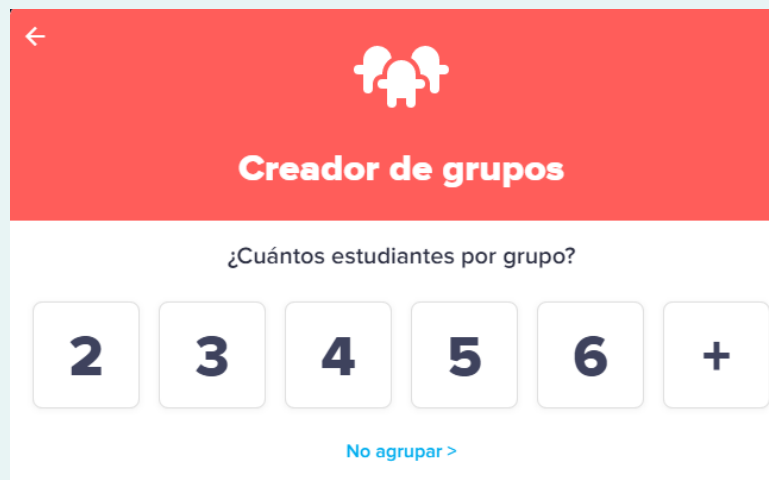 Creador de grupos
¿Cuántos estudiantes por grupo?
2 3 4 5 6 +
No agrupar >